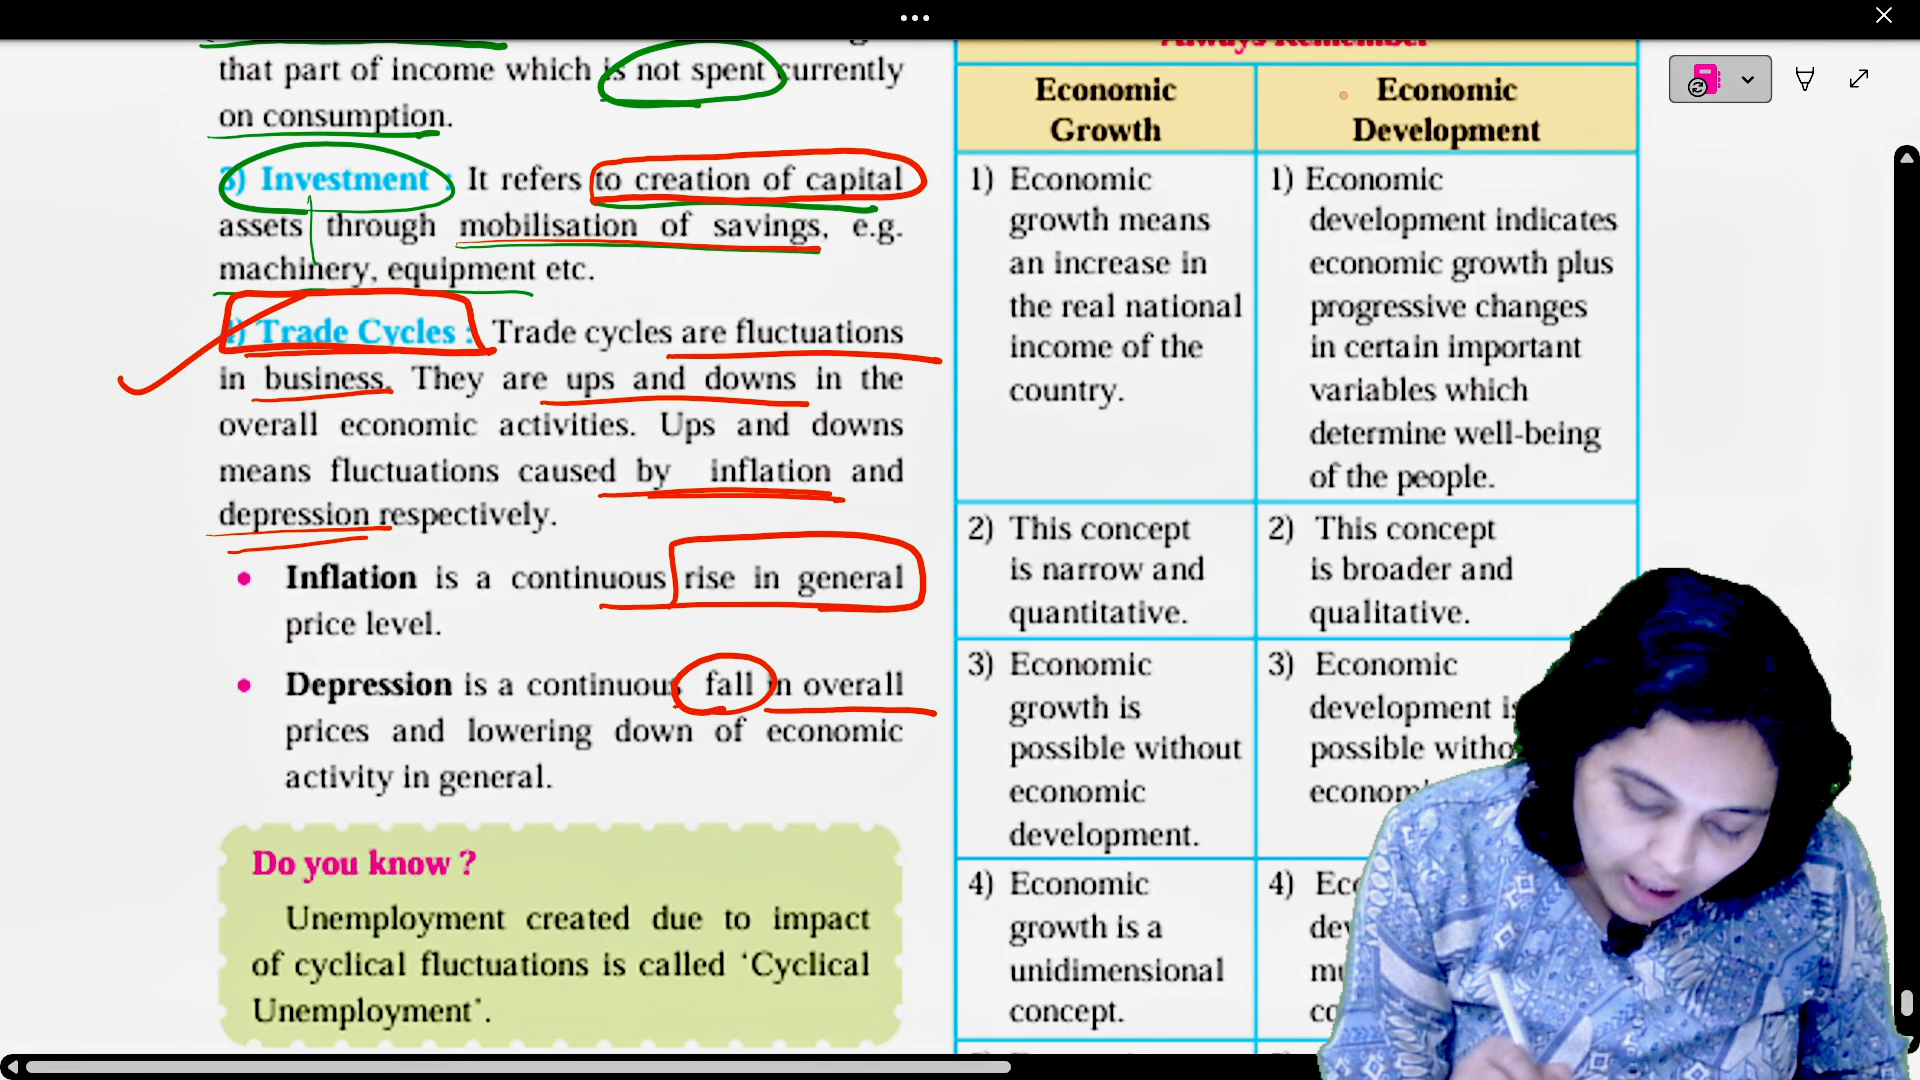 that part of income which is not spent currently
on consumption.
3) Investment : It refers to creation of capital
assets through mobilisation of savings, e.g.
machinery, equipment etc.
4) Trade Cycles : Trade cycles are fluctuations
in business. They are ups and downs in the
overall economic activities. Ups and downs
means fluctuations caused by inflation and
depression respectively.
• Inflation is a continuous rise in general
price level.
• Depression is a continuous fall in overall
prices and lowering down of economic
activity in general.
Do you know ?
Unemployment created due to impact
of cyclical fluctuations is called ‘Cyclical
Unemployment’.
Always Remember
Economic
Growth
Economic
Development
1) Economic
growth means
an increase in
the real national
income of the
country.
1) Economic
development indicates
economic growth plus
progressive changes
in certain important
variables which
determine well-being
of the people.
2) This concept
is narrow and
quantitative.
2) This concept
is broader and
qualitative.
3) Economic
growth is
possible without
economic
development.
3) Economic
development is
possible
4) Economic
growth is a
unidimensional
concept.
4)